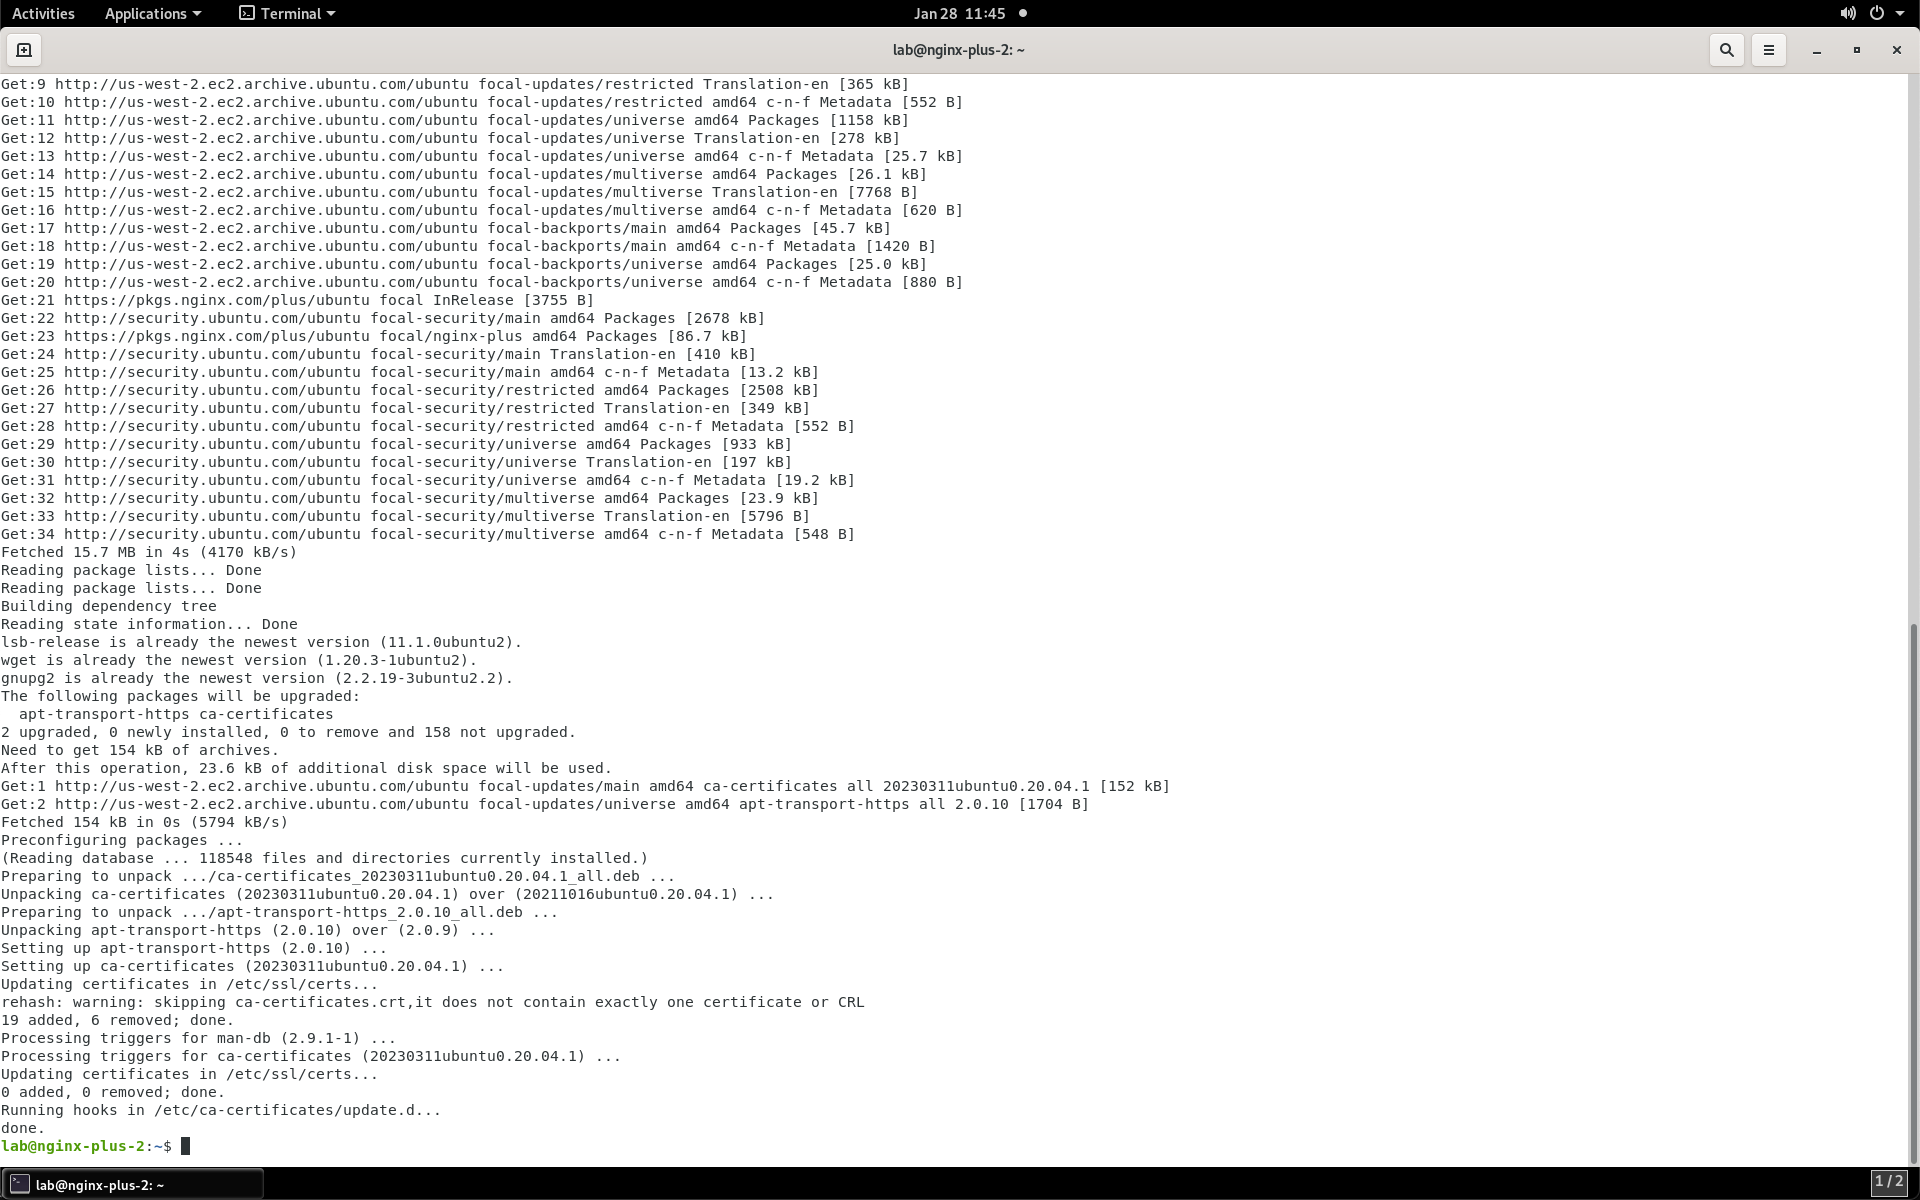 Activities
Applications
Terminal
Jan 28 11:45
lab@nginx-plus-2: ~
Get:9 http://us-west-2.ec2.archive.ubuntu.com/ubuntu focal-updates/restricted Translation-en [365 kB]
Get:10 http://us-west-2.ec2.archive.ubuntu.com/ubuntu focal-updates/restricted amd64 c-n-f Metadata [552 B]
Get:11 http://us-west-2.ec2.archive.ubuntu.com/ubuntu focal-updates/universe amd64 Packages [1158 kB]
Get:12 http://us-west-2.ec2.archive.ubuntu.com/ubuntu focal-updates/universe Translation-en [278 kB]
Get:13 http://us-west-2.ec2.archive.ubuntu.com/ubuntu focal-updates/universe amd64 c-n-f Metadata [25.7 kB]
Get:14 http://us-west-2.ec2.archive.ubuntu.com/ubuntu focal-updates/multiverse amd64 Packages [26.1 kB]
Get:15 http://us-west-2.ec2.archive.ubuntu.com/ubuntu focal-updates/multiverse Translation-en [7768 B]
Get:16 http://us-west-2.ec2.archive.ubuntu.com/ubuntu focal-updates/multiverse amd64 c-n-f Metadata [620 B]
Get:17 http://us-west-2.ec2.archive.ubuntu.com/ubuntu focal-backports/main amd64 Packages [45.7 kB]
Get:18 http://us-west-2.ec2.archive.ubuntu.com/ubuntu focal-backports/main amd64 c-n-f Metadata [1420 B]
Get:19 http://us-west-2.ec2.archive.ubuntu.com/ubuntu focal-backports/universe amd64 Packages [25.0 kB]
Get:20 http://us-west-2.ec2.archive.ubuntu.com/ubuntu focal-backports/universe amd64 c-n-f Metadata [880 B]
Get:21 https://pkgs.nginx.com/plus/ubuntu focal InRelease [3755 B]
Get:22 http://security.ubuntu.com/ubuntu focal-security/main amd64 Packages [2678 kB]
Get:23 https://pkgs.nginx.com/plus/ubuntu focal/nginx-plus amd64 Packages [86.7 kB]
Get:24 http://security.ubuntu.com/ubuntu focal-security/main Translation-en [410 kB]
Get:25 http://security.ubuntu.com/ubuntu focal-security/main amd64 c-n-f Metadata [13.2 kB]
Get:26 http://security.ubuntu.com/ubuntu focal-security/restricted amd64 Packages [2508 kB]
Get:27 http://security.ubuntu.com/ubuntu focal-security/restricted Translation-en [349 kB]
Get:28 http://security.ubuntu.com/ubuntu focal-security/restricted amd64 c-n-f Metadata [552 B]
Get:29 http://security.ubuntu.com/ubuntu focal-security/universe amd64 Packages [933 kB]
Get:30 http://security.ubuntu.com/ubuntu focal-security/universe Translation-en [197 kB]
Get:31 http://security.ubuntu.com/ubuntu focal-security/universe amd64 c-n-f Metadata [19.2 kB]
Get:32 http://security.ubuntu.com/ubuntu focal-security/multiverse amd64 Packages [23.9 kB]
Get:33 http://security.ubuntu.com/ubuntu focal-security/multiverse Translation-en [5796 B]
Get:34 http://security.ubuntu.com/ubuntu focal-security/multiverse amd64 c-n-f Metadata [548 B]
Fetched 15.7 MB in 4s (4170 kB/s)
Reading package lists... Done
Reading package lists... Done
Building dependency tree
Reading state information... Done
lsb-release is already the newest version (11.1.0ubuntu2).
wget is already the newest version (1.20.3-1ubuntu2).
gnupg2 is already the newest version (2.2.19-3ubuntu2.2).
The following packages will be upgraded:
  apt-transport-https ca-certificates
2 upgraded, 0 newly installed, 0 to remove and 158 not upgraded.
Need to get 154 kB of archives.
After this operation, 23.6 kB of additional disk space will be used.
Get:1 http://us-west-2.ec2.archive.ubuntu.com/ubuntu focal-updates/main amd64 ca-certificates all 20230311ubuntu0.20.04.1 [152 kB]
Get:2 http://us-west-2.ec2.archive.ubuntu.com/ubuntu focal-updates/universe amd64 apt-transport-https all 2.0.10 [1704 B]
Fetched 154 kB in 0s (5794 kB/s)
Preconfiguring packages ...
(Reading database ... 118548 files and directories currently installed.)
Preparing to unpack .../ca-certificates_20230311ubuntu0.20.04.1_all.deb ...
Unpacking ca-certificates (20230311ubuntu0.20.04.1) over (20211016ubuntu0.20.04.1) ...
Preparing to unpack .../apt-transport-https_2.0.10_all.deb ...
Unpacking apt-transport-https (2.0.10) over (2.0.9) ...
Setting up apt-transport-https (2.0.10) ...
Setting up ca-certificates (20230311ubuntu0.20.04.1) ...
Updating certificates in /etc/ssl/certs...
rehash: warning: skipping ca-certificates.crt,it does not contain exactly one certificate or CRL
19 added, 6 removed; done.
Processing triggers for man-db (2.9.1-1) ...
Processing triggers for ca-certificates (20230311ubuntu0.20.04.1) ...
Updating certificates in /etc/ssl/certs...
0 added, 0 removed; done.
Running hooks in /etc/ca-certificates/update.d...
done.
lab@nginx-plus-2:~$
lab@nginx-plus-2: ~
1 / 2